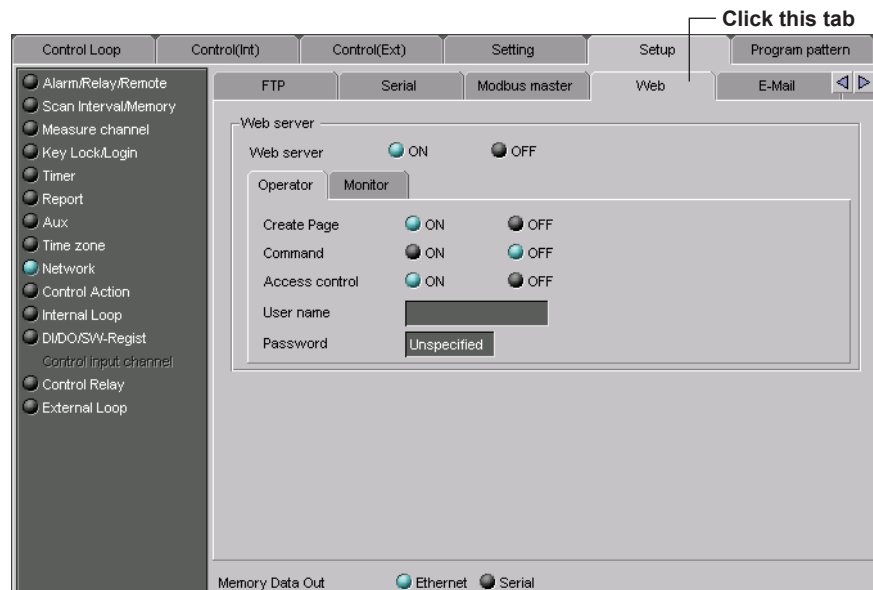 Click this tab
Control Loop Control(Int) Control(Ext) Setting Setup Program pattern
Alarm/Relay/Remote
Scan Interval/Memory
Measure channel
Key Lock/Login
Timer
Report
Aux
Time zone
Network
Control Action
Internal Loop
DI/DO/SW-Regist
Control input channel
Control Relay
External Loop
FTP Serial Modbus master Web E-Mail
Web server
Web server ON OFF
Operator Monitor
Create Page ON OFF
Command ON OFF
Access control ON OFF
User name
Password Unspecified
Memory Data Out Ethernet Serial